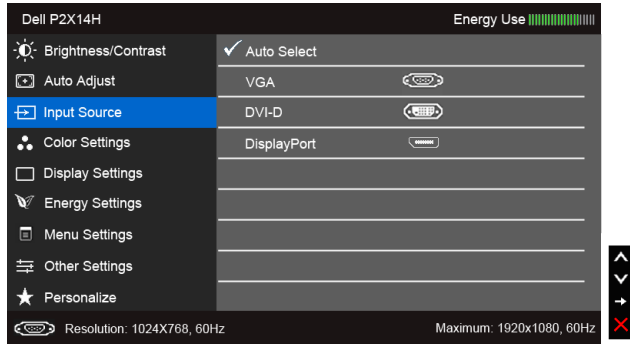 Dell P2X14H Energy Use
Brightness/Contrast Auto Select
Auto Adjust VGA
Input Source DVI-D
Color Settings DisplayPort
Display Settings
Energy Settings
Menu Settings
Other Settings
Personalize
Resolution: 1024X768, 60Hz Maximum: 1920x1080, 60Hz